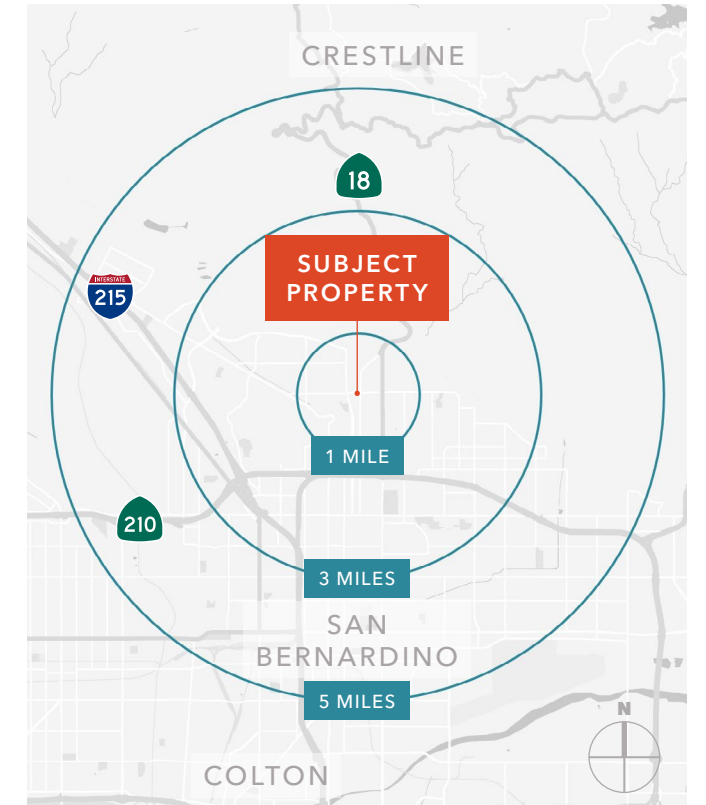 CRESTLINE
18
SUBJECT
PROPERTY
INTERSTATE
215
1 MILE
210
3 MILES
SAN
BERNARDINO
5 MILES
N
COLTON